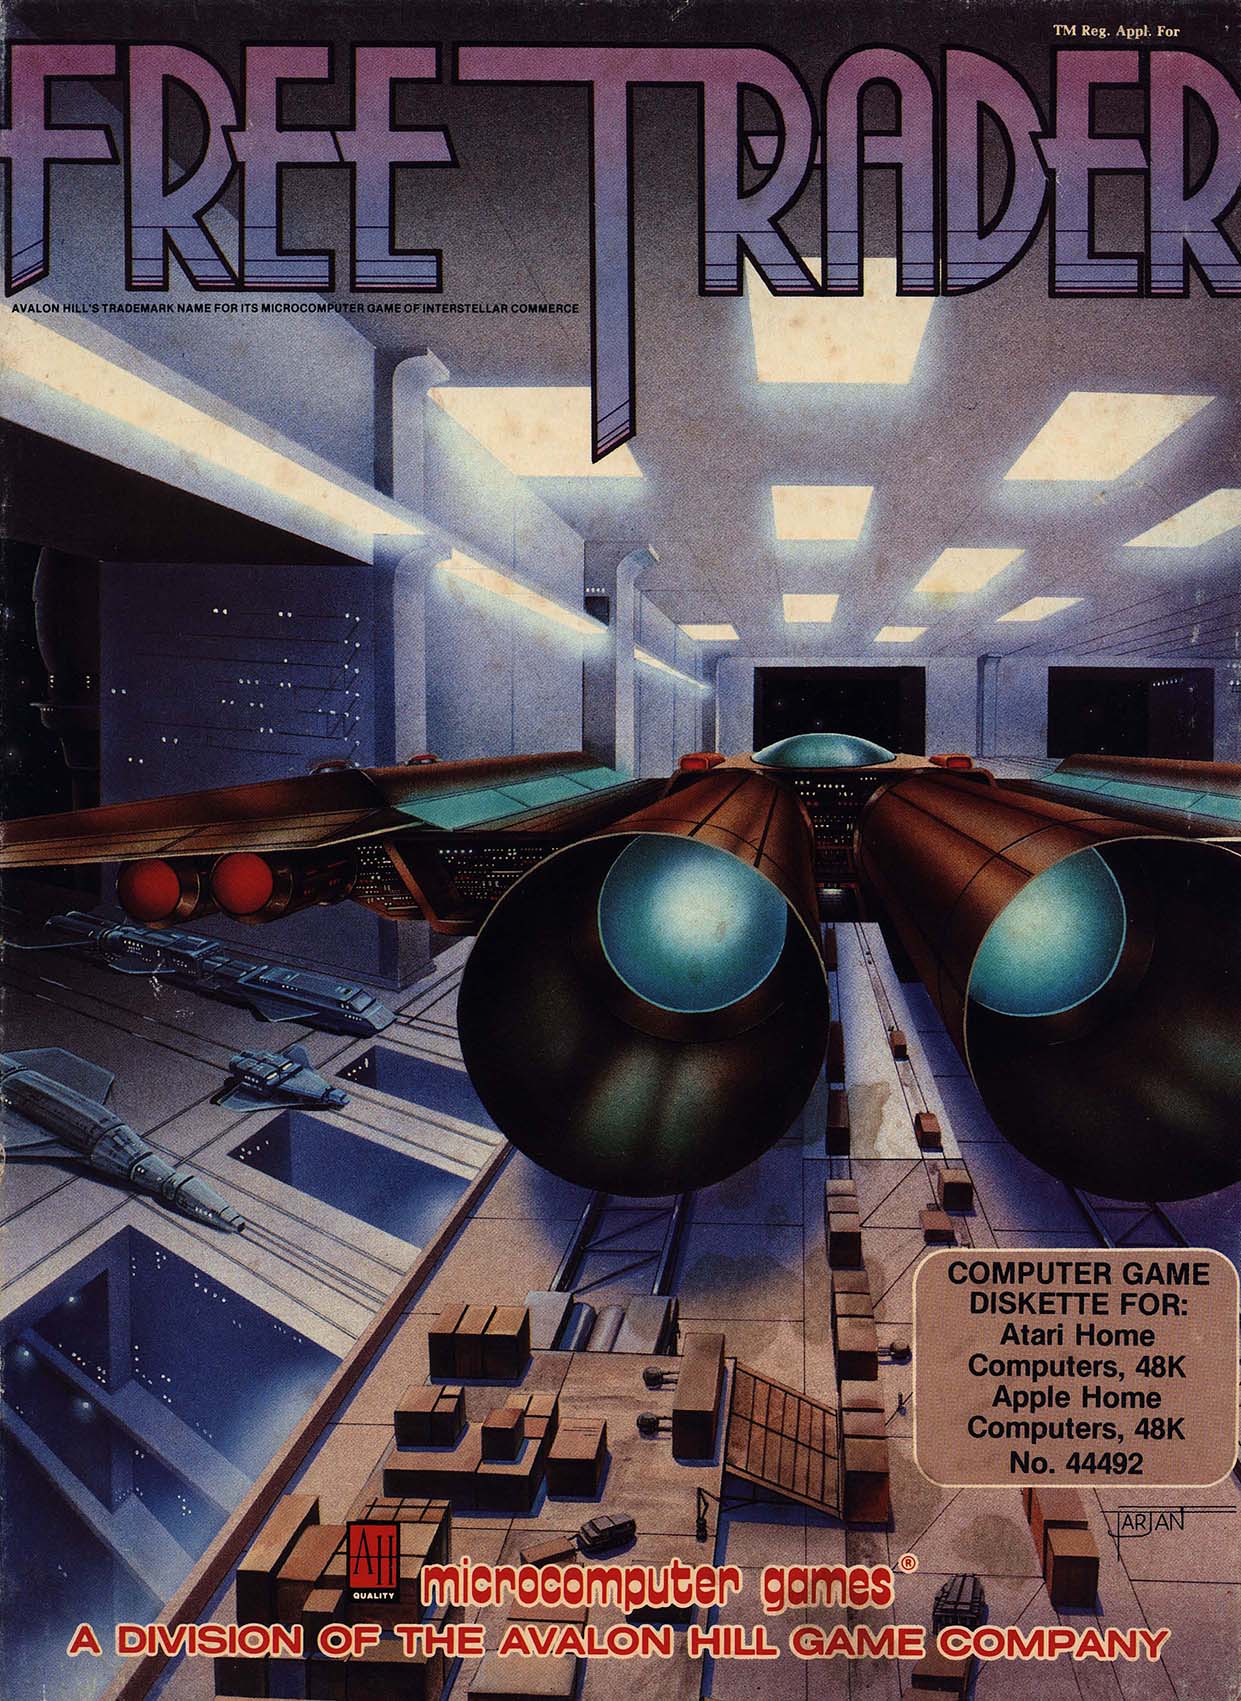 TM Reg. Appl. For
FREE TRADER
AVALON HILL'S TRADEMARK NAME FOR ITS MICROCOMPUTER GAME OF INTERSTELLAR COMMERCE
COMPUTER GAME
DISKETTE FOR:
Atari Home
Computers, 48K
Apple Home
Computers, 48K
No. 44492
JARJAN
AH
QUALITY
microcomputer games®
A DIVISION OF THE AVALON HILL GAME COMPANY